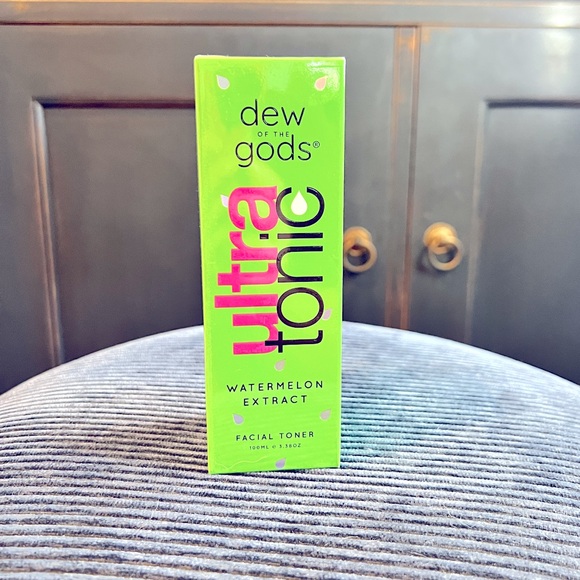 dew
OF THE
gods®
ultra
tonic
WATERMELON
EXTRACT
FACIAL TONER
100ML e 3.38OZ